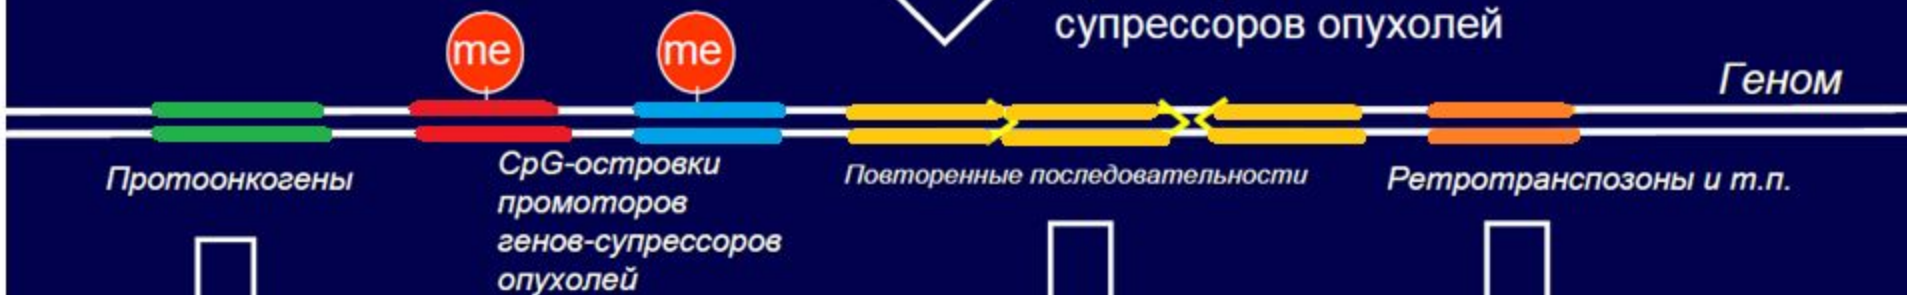 супрессоров опухолей
me
me
Геном
Протоонкогены
CpG-островки
промоторов
генов-супрессоров
опухолей
Повторенные последовательности
Ретротранспозоны и т.п.